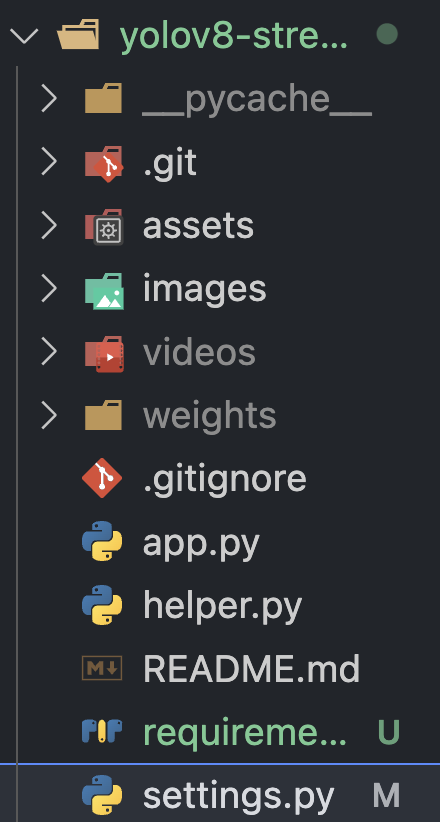 yolov8-stre...
__pycache__
.git
assets
images
videos
weights
.gitignore
app.py
helper.py
README.md
requireme... U
settings.py M